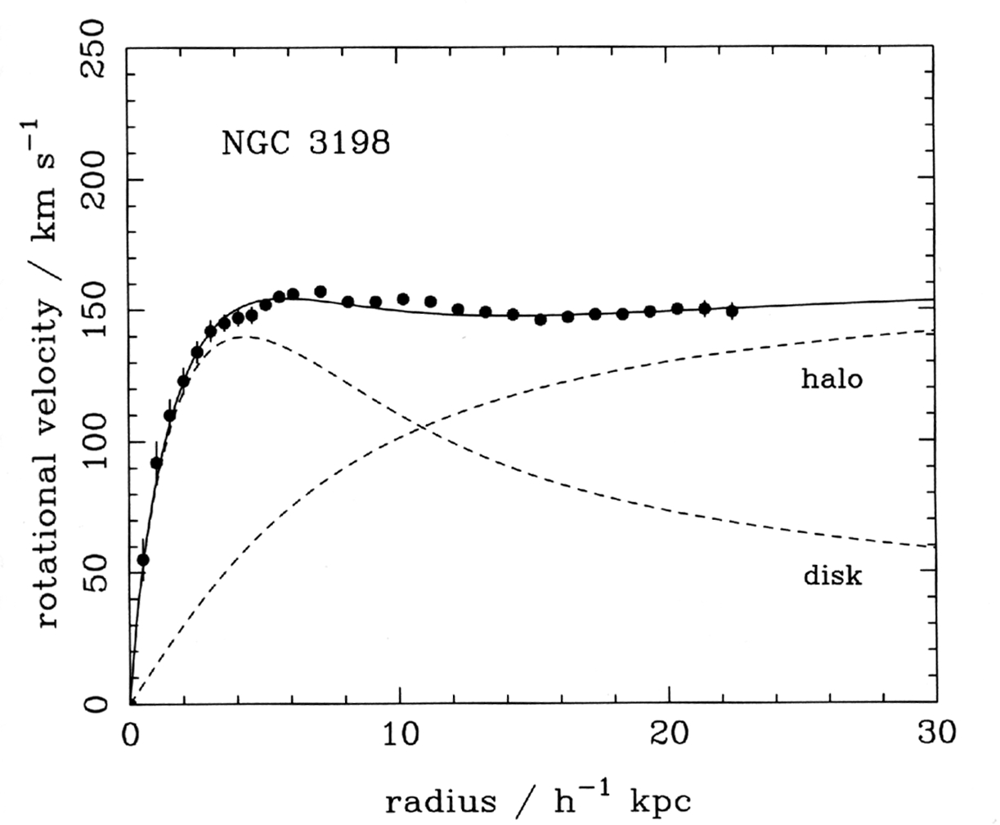 250
200
150
100
50
0
rotational velocity / km s⁻¹
NGC 3198
halo
disk
0 10 20 30
radius / h⁻¹ kpc